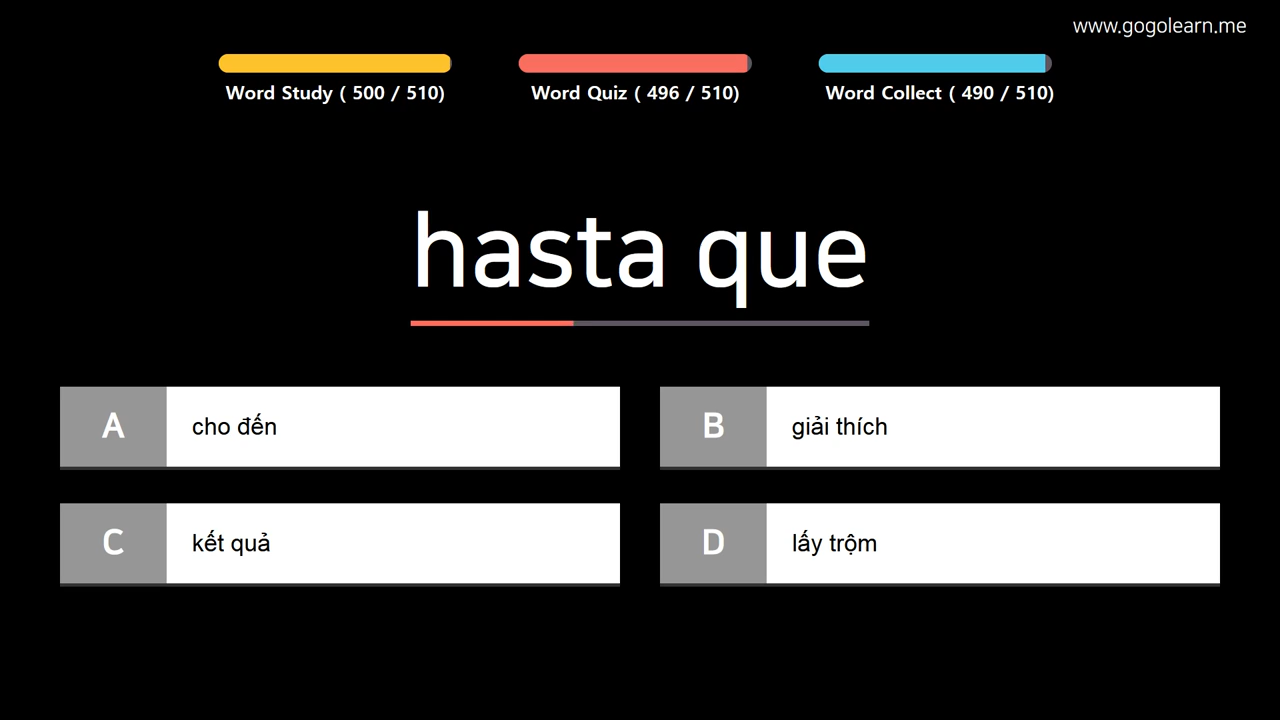 www.gogolearn.me
Word Study ( 500 / 510)
Word Quiz ( 496 / 510)
Word Collect ( 490 / 510)
hasta que
A
cho đến
B
giải thích
C
kết quả
D
lấy trộm